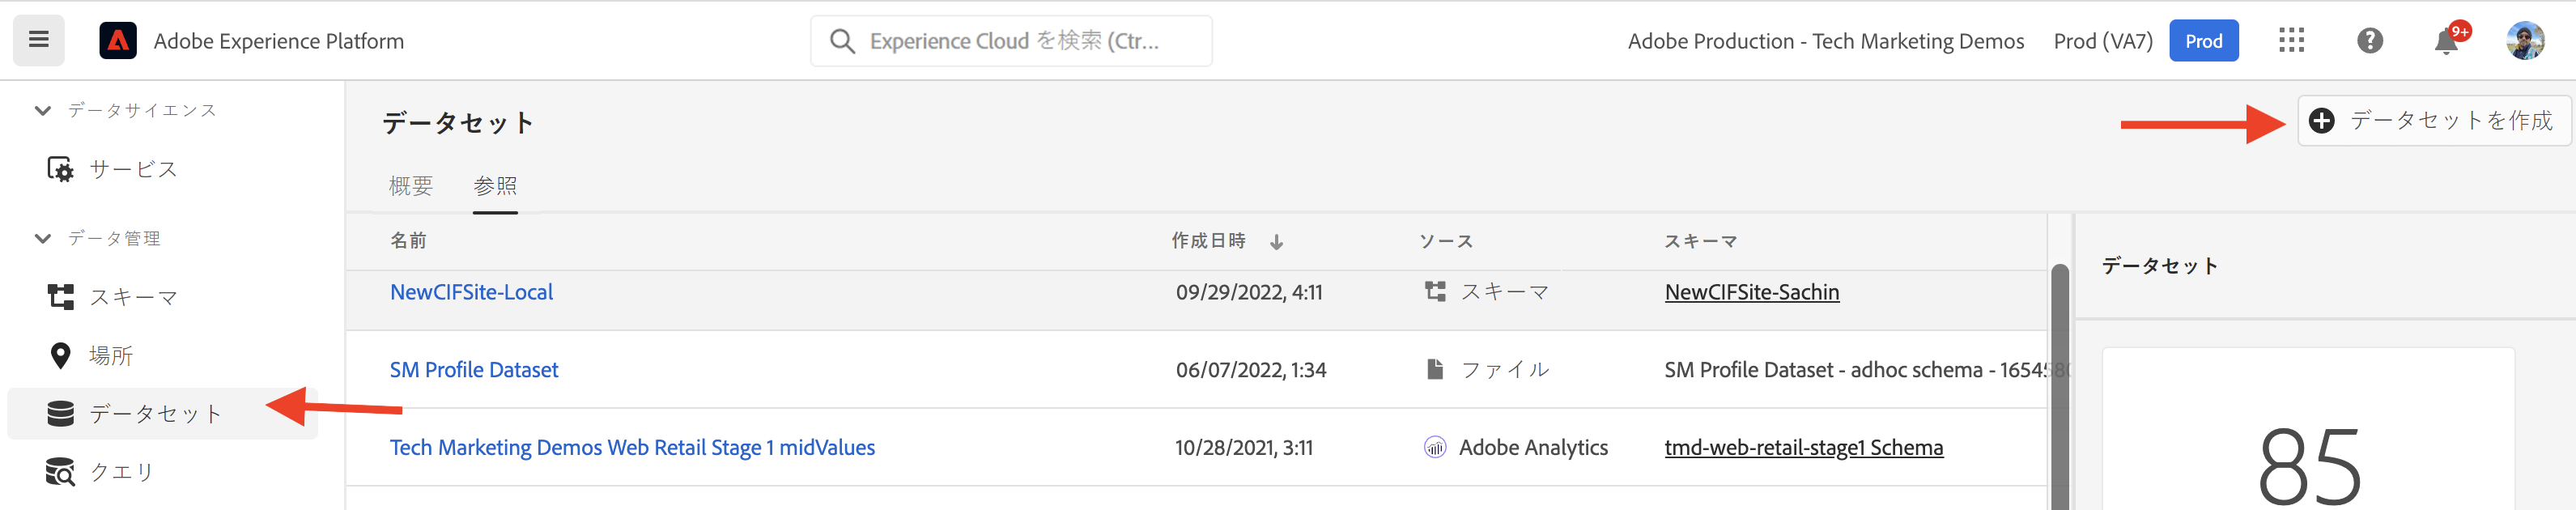 Adobe Experience Platform
Experience Cloud を検索 (Ctr...
Adobe Production - Tech Marketing Demos
Prod (VA7)
Prod
9+
データサイエンス
サービス
データ管理
スキーマ
場所
データセット
クエリ
データセット
データセットを作成
概要 参照
名前 作成日時 ソース スキーマ
NewCIFSite-Local 09/29/2022, 4:11 スキーマ NewCIFSite-Sachin
SM Profile Dataset 06/07/2022, 1:34 ファイル SM Profile Dataset - adhoc schema - 1654580
Tech Marketing Demos Web Retail Stage 1 midValues 10/28/2021, 3:11 Adobe Analytics tmd-web-retail-stage1 Schema
データセット
85